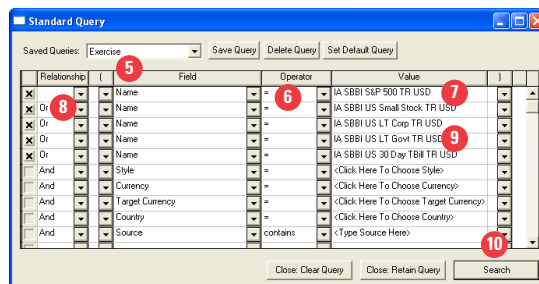 Standard Query
Saved Queries: Exercise Save Query Delete Query Set Default Query
5
Relationship ( Field Operator Value )
Name = IA SBBI S&P 500 TR USD
6 7
8
Or Name = IA SBBI US Small Stock TR USD
Or Name = IA SBBI US LT Corp TR USD
Or Name = IA SBBI US LT Govt TR USD
9
Or Name = IA SBBI US 30 Day TBill TR USD
And Style = <Click Here To Choose Style>
And Currency = <Click Here To Choose Currency>
And Target Currency = <Click Here To Choose Target Currency>
And Country = <Click Here To Choose Country>
And Source contains <Type Source Here>
10
Close: Clear Query Close: Retain Query Search